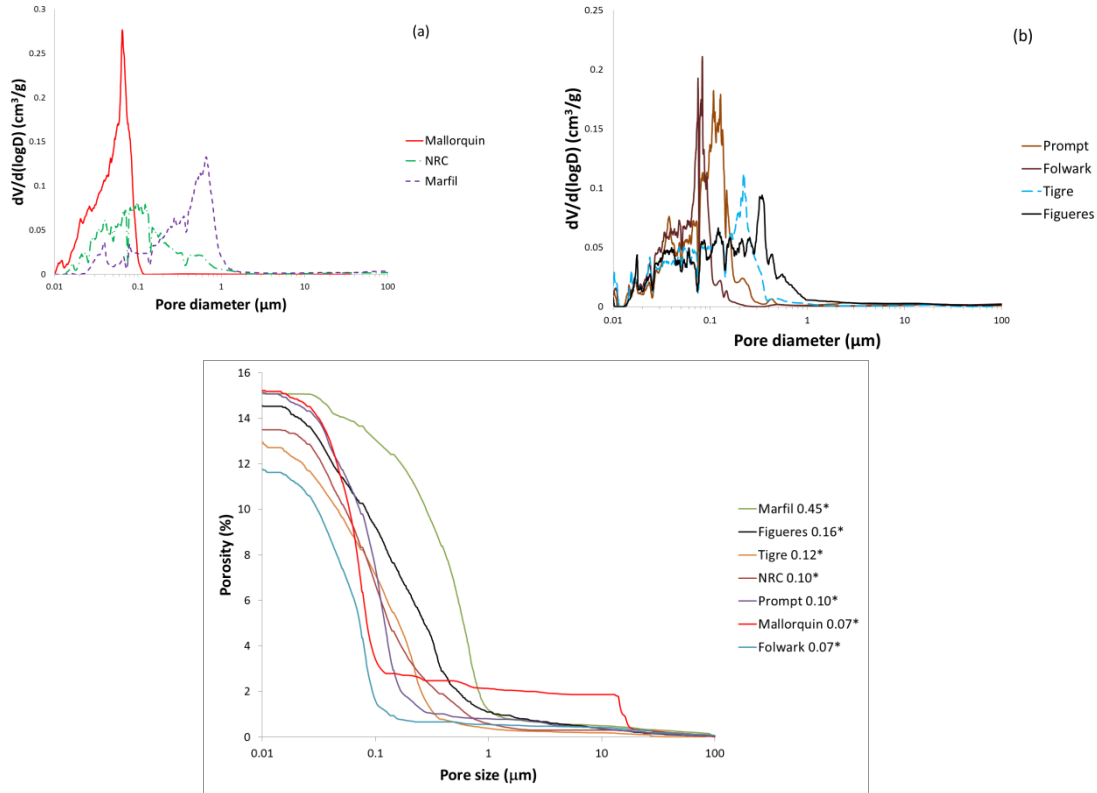 (a)
dV/d(logD) (cm³/g)
0.3
0.25
0.2
0.15
0.1
0.05
0
0.01
0.1
1
10
100
Pore diameter (µm)
Mallorquin
NRC
Marfil
(b)
dV/d(logD) (cm³/g)
0.25
0.2
0.15
0.1
0.05
0
0.01
0.1
1
10
100
Pore diameter (µm)
Prompt
Folwark
Tigre
Figueres
Porosity (%)
16
14
12
10
8
6
4
2
0
0.01
0.1
1
10
100
Pore size (µm)
Marfil 0.45*
Figueres 0.16*
Tigre 0.12*
NRC 0.10*
Prompt 0.10*
Mallorquin 0.07*
Folwark 0.07*